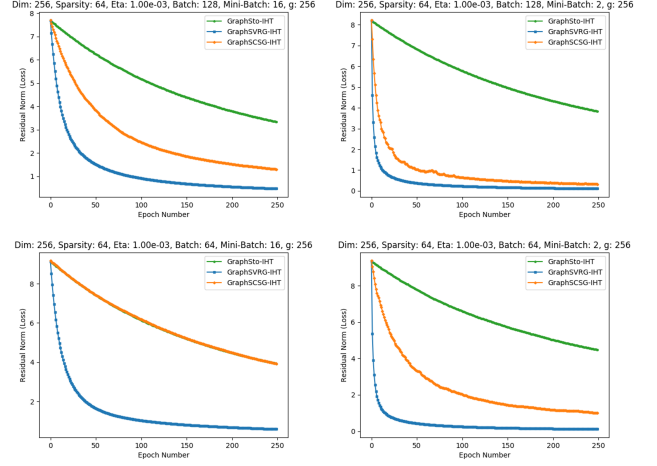 Dim: 256, Sparsity: 64, Eta: 1.00e-03, Batch: 128, Mini-Batch: 16, g: 256
8
7
6
5
4
3
2
1
Residual Norm (Loss)
GraphSto-IHT
GraphSVRG-IHT
GraphSCSG-IHT
0 50 100 150 200 250
Epoch Number
Dim: 256, Sparsity: 64, Eta: 1.00e-03, Batch: 128, Mini-Batch: 2, g: 256
8
7
6
5
4
3
2
1
0
Residual Norm (Loss)
GraphSto-IHT
GraphSVRG-IHT
GraphSCSG-IHT
0 50 100 150 200 250
Epoch Number
Dim: 256, Sparsity: 64, Eta: 1.00e-03, Batch: 64, Mini-Batch: 16, g: 256
8
6
4
2
Residual Norm (Loss)
GraphSto-IHT
GraphSVRG-IHT
GraphSCSG-IHT
0 50 100 150 200 250
Epoch Number
Dim: 256, Sparsity: 64, Eta: 1.00e-03, Batch: 64, Mini-Batch: 2, g: 256
8
6
4
2
0
Residual Norm (Loss)
GraphSto-IHT
GraphSVRG-IHT
GraphSCSG-IHT
0 50 100 150 200 250
Epoch Number